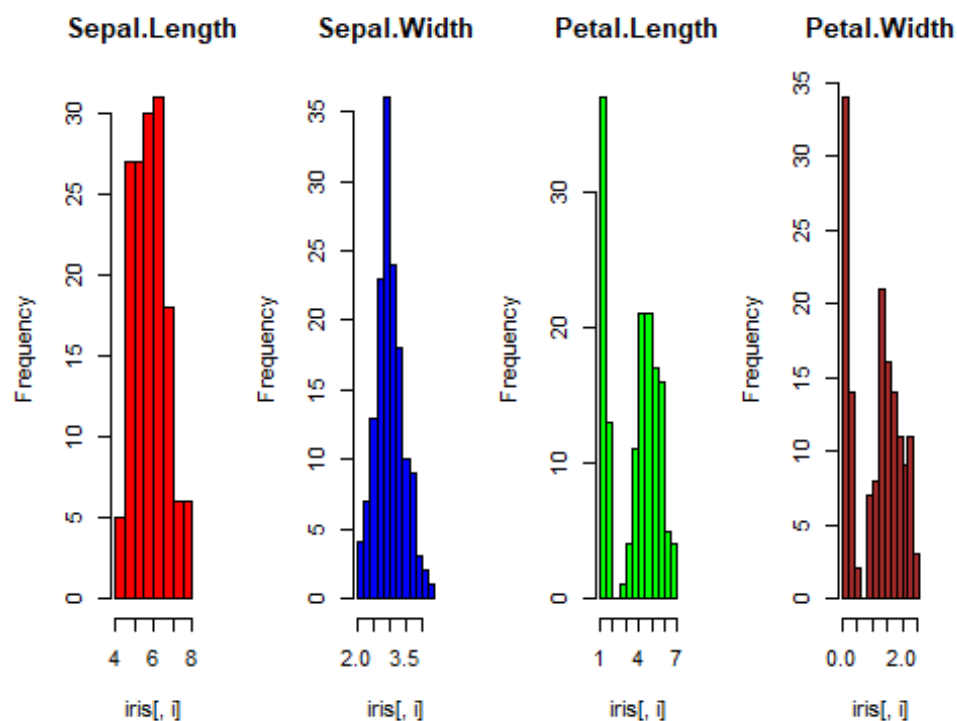 Sepal.Length
Frequency
0 5 10 15 20 25 30
4 6 8
iris[, i]
Sepal.Width
Frequency
0 5 10 15 20 25 30 35
2.0 3.5
iris[, i]
Petal.Length
Frequency
0 10 20 30
1 4 7
iris[, i]
Petal.Width
Frequency
0 5 10 15 20 25 30 35
0.0 2.0
iris[, i]